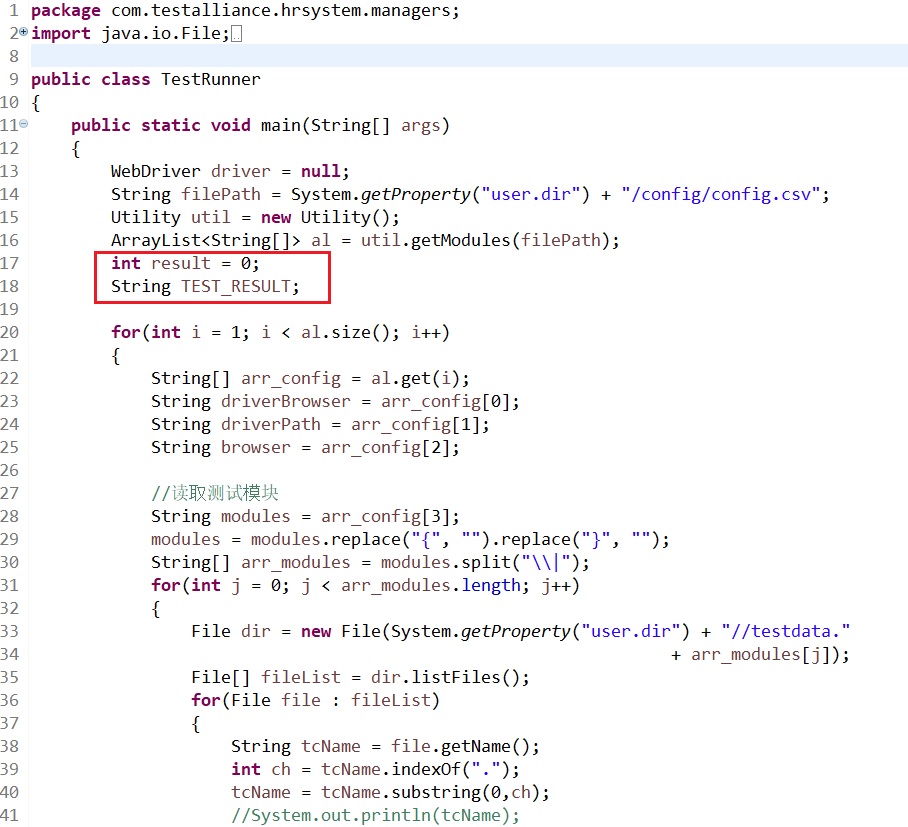 1 package com.testalliance.hrsystem.managers;
2 import java.io.File;
8
9 public class TestRunner
10 {
11 public static void main(String[] args)
12 {
13 WebDriver driver = null;
14 String filePath = System.getProperty("user.dir") + "/config/config.csv";
15 Utility util = new Utility();
16 ArrayList<String[]> al = util.getModules(filePath);
17 int result = 0;
18 String TEST_RESULT;
19
20 for(int i = 1; i < al.size(); i++)
21 {
22 String[] arr_config = al.get(i);
23 String driverBrowser = arr_config[0];
24 String driverPath = arr_config[1];
25 String browser = arr_config[2];
26
27 //读取测试模块
28 String modules = arr_config[3];
29 modules = modules.replace("{", "").replace("}", "");
30 String[] arr_modules = modules.split("\\|");
31 for(int j = 0; j < arr_modules.length; j++)
32 {
33 File dir = new File(System.getProperty("user.dir") + "//testdata."
34 + arr_modules[j]);
35 File[] fileList = dir.listFiles();
36 for(File file : fileList)
37 {
38 String tcName = file.getName();
39 int ch = tcName.indexOf(".");
40 tcName = tcName.substring(0,ch);
41 //System.out.println(tcName);